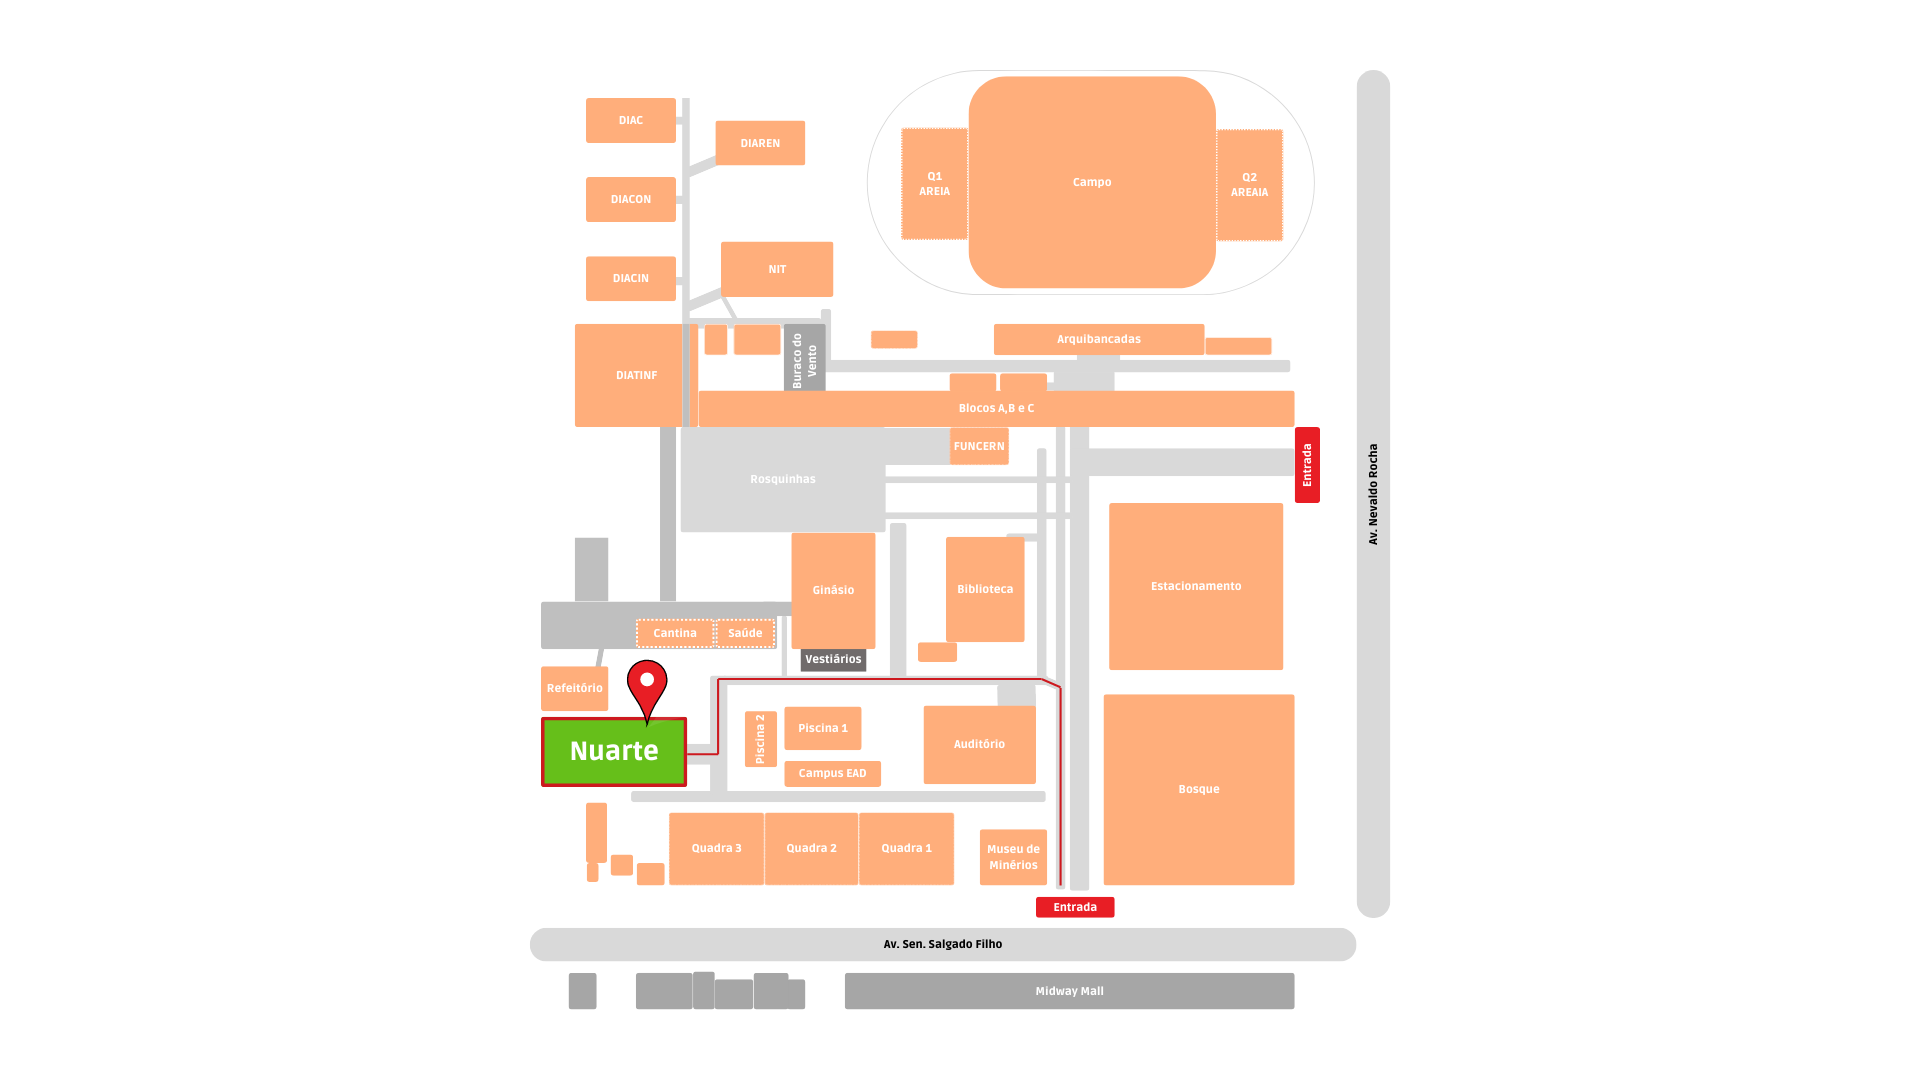 DIAC
DIAREN
Q1
AREIA
Campo
Q2
AREAIA
DIACON
DIACIN
NIT
DIATINF
Buraco do
Vento
Arquibancadas
Blocos A,B e C
FUNCERN
Entrada
Av. Nevaldo Rocha
Rosquinhas
Ginásio
Biblioteca
Estacionamento
Cantina
Saúde
Vestiários
Refeitório
Nuarte
Piscina 2
Piscina 1
Auditório
Campus EAD
Bosque
Quadra 3
Quadra 2
Quadra 1
Museu de
Minérios
Entrada
Av. Sen. Salgado Filho
Midway Mall